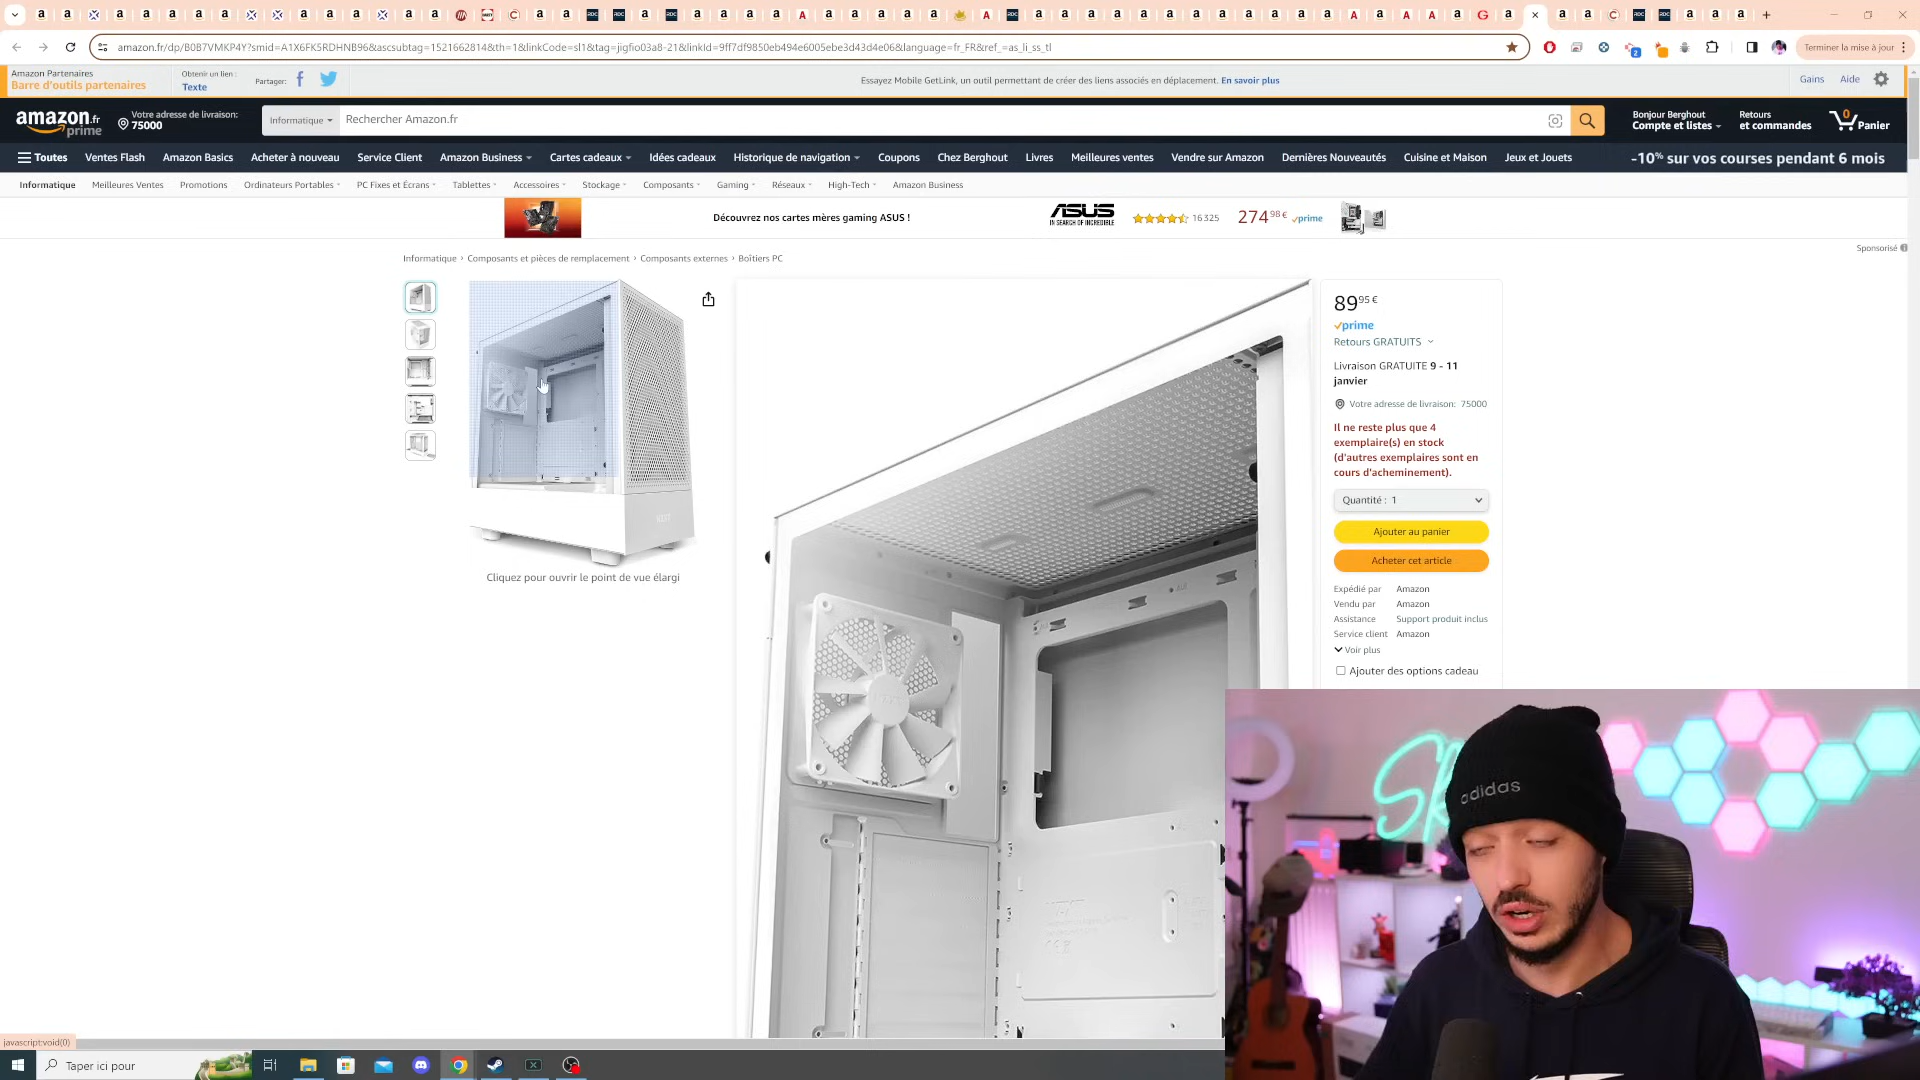 amazon.fr/dp/B0B7VMKP4Y?smid=A1X6FK5RDHNB96&ascsubtag=1521662814&th=1&linkCode=sl1&tag=jigfio03a8-21&linkId=9ff7df9850eb494e6005ebe3d43d4e06&language=fr_FR&ref_=as_li_ss_tl
Terminer la mise à jour
Amazon Partenaires
Barre d'outils partenaires
Obtenir un lien :
Texte
Partager:
Essayez Mobile GetLink, un outil permettant de créer des liens associés en déplacement. En savoir plus
Gains
Aide
amazon.fr
prime
Votre adresse de livraison:
75000
Informatique
Rechercher Amazon.fr
Bonjour Berghout
Compte et listes
Retours
et commandes
0
Panier
Toutes
Ventes Flash
Amazon Basics
Acheter à nouveau
Service Client
Amazon Business
Cartes cadeaux
Idées cadeaux
Historique de navigation
Coupons
Chez Berghout
Livres
Meilleures ventes
Vendre sur Amazon
Dernières Nouveautés
Cuisine et Maison
Jeux et Jouets
-10% sur vos courses pendant 6 mois
Informatique
Meilleures Ventes
Promotions
Ordinateurs Portables
PC Fixes et Écrans
Tablettes
Accessoires
Stockage
Composants
Gaming
Réseaux
High-Tech
Amazon Business
Découvrez nos cartes mères gaming ASUS !
ASUS
IN SEARCH OF INCREDIBLE
16 325
274,98 €
prime
Sponsorisé
Informatique › Composants et pièces de remplacement › Composants externes › Boîtiers PC
Cliquez pour ouvrir le point de vue élargi
NZXT
89 95 €
prime
Retours GRATUITS
Livraison GRATUITE 9 - 11
janvier
Votre adresse de livraison: 75000
Il ne reste plus que 4
exemplaire(s) en stock
(d'autres exemplaires sont en
cours d'acheminement).
Quantité : 1
Ajouter au panier
Acheter cet article
Expédié par Amazon
Vendu par Amazon
Assistance Support produit inclus
Service client Amazon
Voir plus
Ajouter des options cadeau
adidas
javascript:void(0)
Taper ici pour